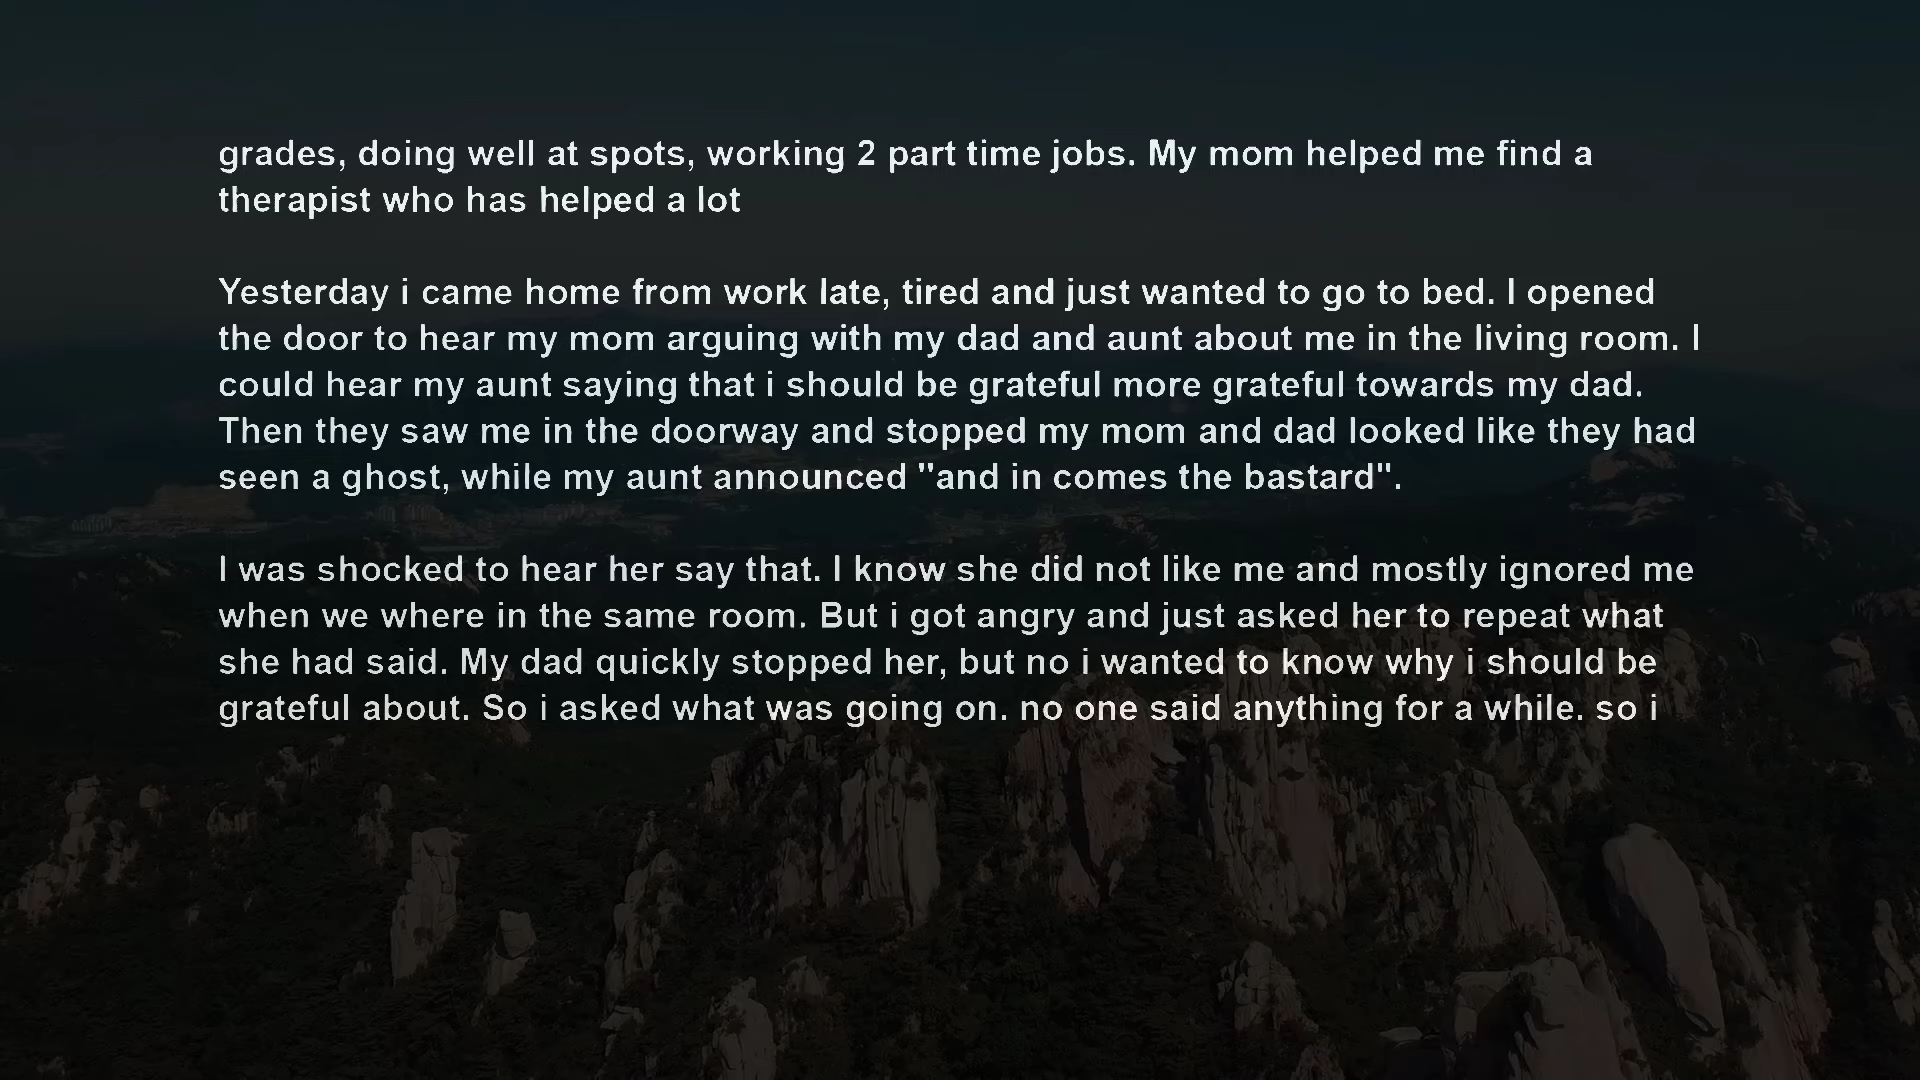 grades, doing well at spots, working 2 part time jobs. My mom helped me find a
therapist who has helped a lot
Yesterday i came home from work late, tired and just wanted to go to bed. I opened
the door to hear my mom arguing with my dad and aunt about me in the living room. I
could hear my aunt saying that i should be grateful more grateful towards my dad.
Then they saw me in the doorway and stopped my mom and dad looked like they had
seen a ghost, while my aunt announced "and in comes the bastard".
I was shocked to hear her say that. I know she did not like me and mostly ignored me
when we where in the same room. But i got angry and just asked her to repeat what
she had said. My dad quickly stopped her, but no i wanted to know why i should be
grateful about. So i asked what was going on. no one said anything for a while. so i